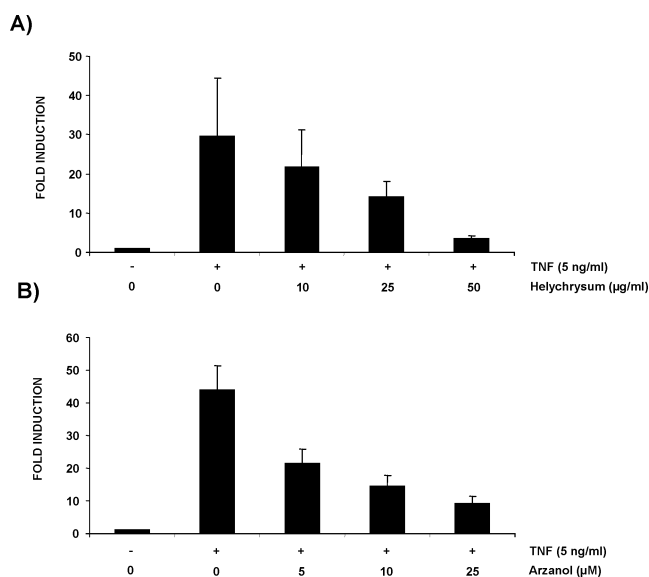 A)
50
40
30
20
10
0
FOLD INDUCTION
- + + + + TNF (5 ng/ml)
0 0 10 25 50 Helychrysum (µg/ml)
B)
60
50
40
30
20
10
0
FOLD INDUCTION
- + + + + TNF (5 ng/ml)
0 0 5 10 25 Arzanol (µM)